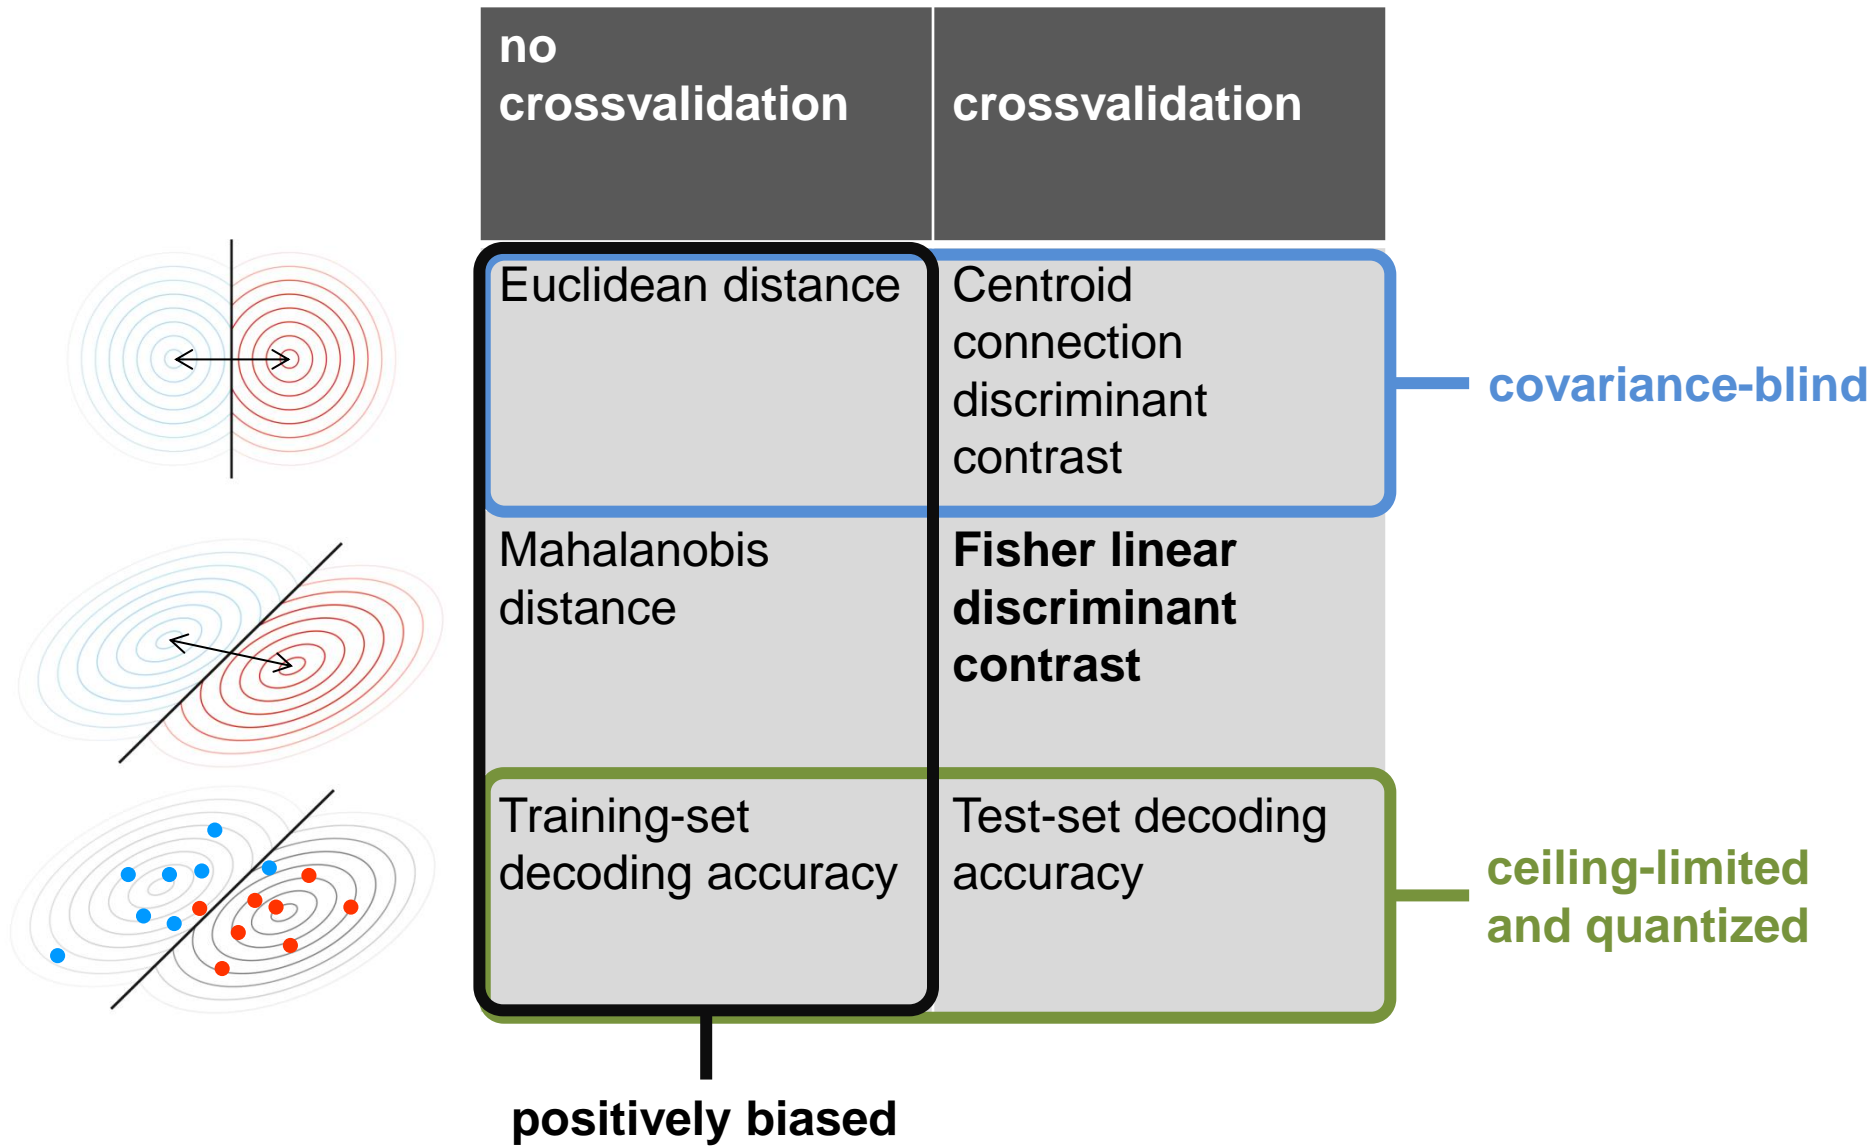 no
crossvalidation
crossvalidation
Euclidean distance
Centroid
connection
discriminant
contrast
covariance-blind
Mahalanobis
distance
Fisher linear
discriminant
contrast
Training-set
decoding accuracy
Test-set decoding
accuracy
ceiling-limited
and quantized
positively biased